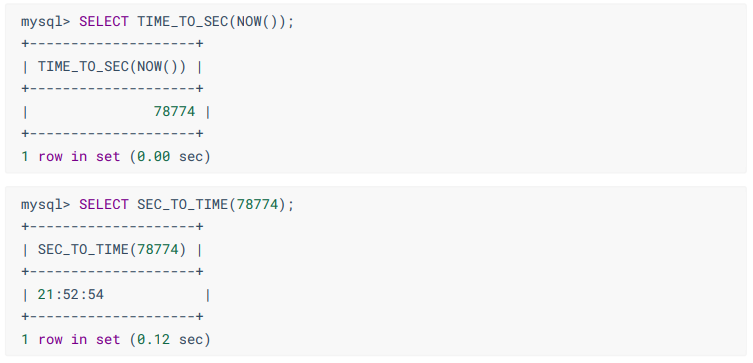 mysql> SELECT TIME_TO_SEC(NOW());
+--------------------+
| TIME_TO_SEC(NOW()) |
+--------------------+
|               78774 |
+--------------------+
1 row in set (0.00 sec)
mysql> SELECT SEC_TO_TIME(78774);
+--------------------+
| SEC_TO_TIME(78774) |
+--------------------+
| 21:52:54            |
+--------------------+
1 row in set (0.12 sec)